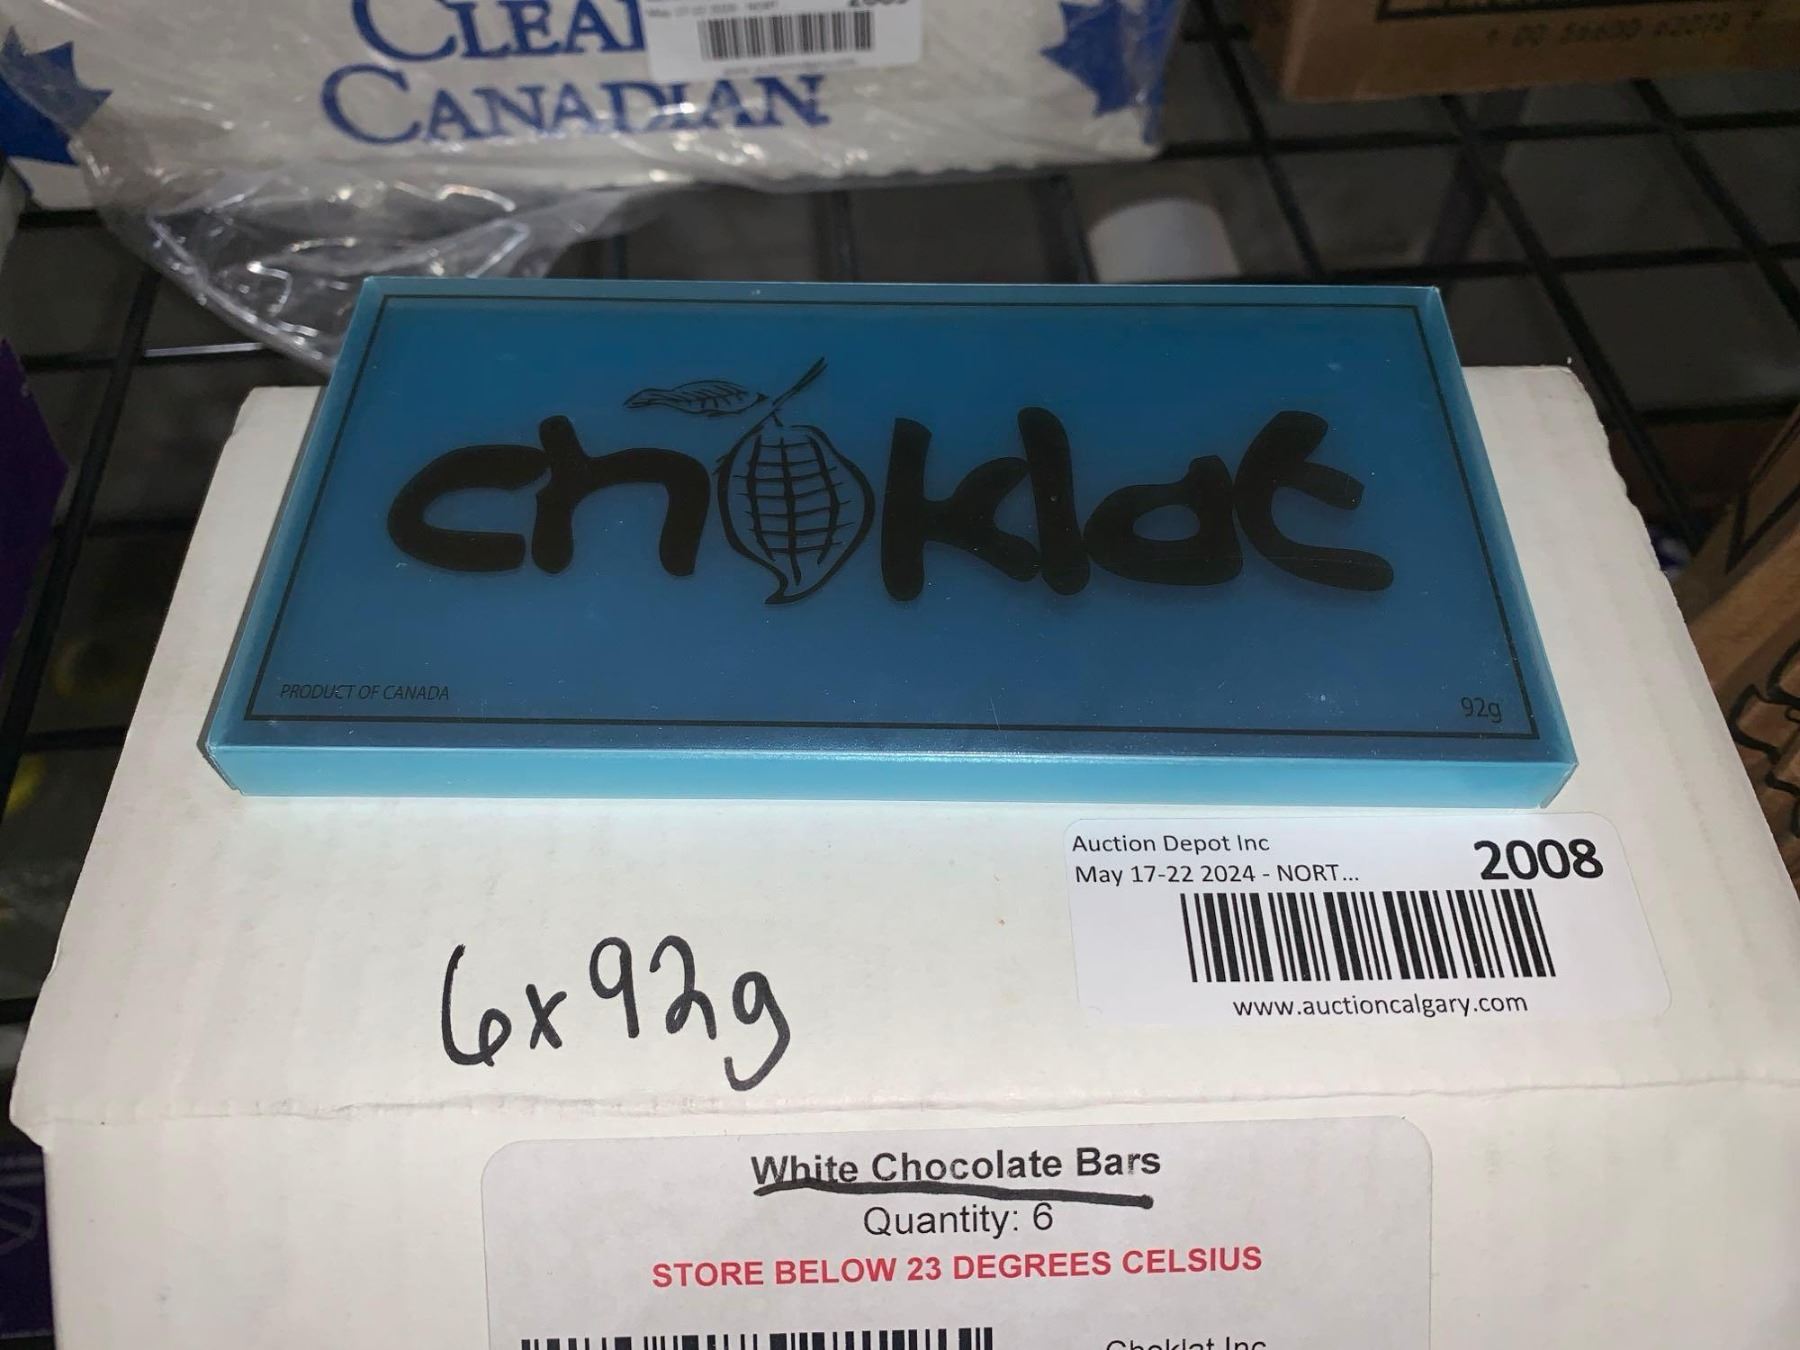 CLEAR
CANADIAN
choklat
PRODUCT OF CANADA
92g
Auction Depot Inc
2008
May 17-22 2024 - NORT...
www.auctioncalgary.com
6x92g
White Chocolate Bars
Quantity: 6
STORE BELOW 23 DEGREES CELSIUS
Choklat Inc